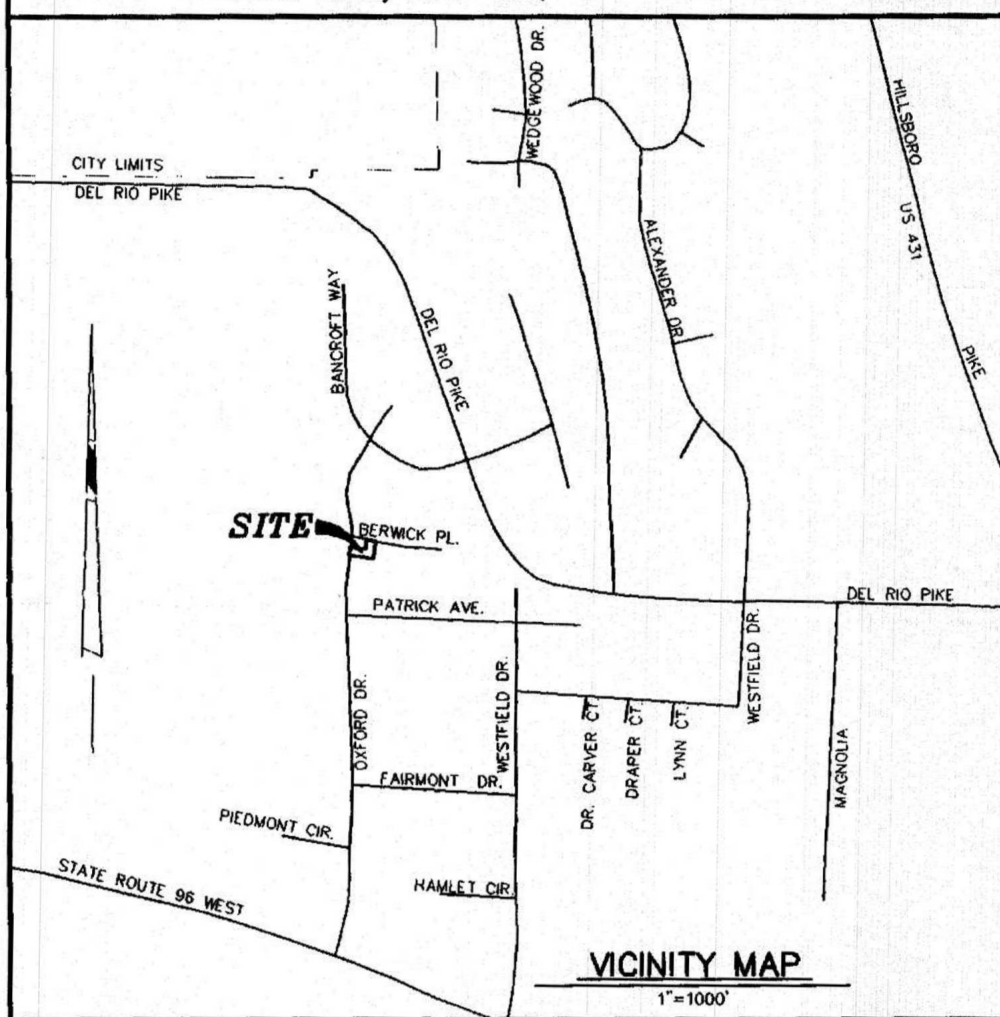 WEDGEWOOD DR.
HILLSBORO
US 431
PIKE
CITY LIMITS
DEL RIO PIKE
ALEXANDER DR.
BANCROFT WAY
DEL RIO PIKE
SITE
BERWICK PL.
PATRICK AVE.
DEL RIO PIKE
OXFORD DR.
WESTFIELD DR.
WESTFIELD DR.
DR. CARVER CT.
DRAPER CT.
LYNN CT.
MAGNOLIA
FAIRMONT DR.
PIEDMONT CIR.
HAMLET CIR.
STATE ROUTE 96 WEST
VICINITY MAP
1"=1000'